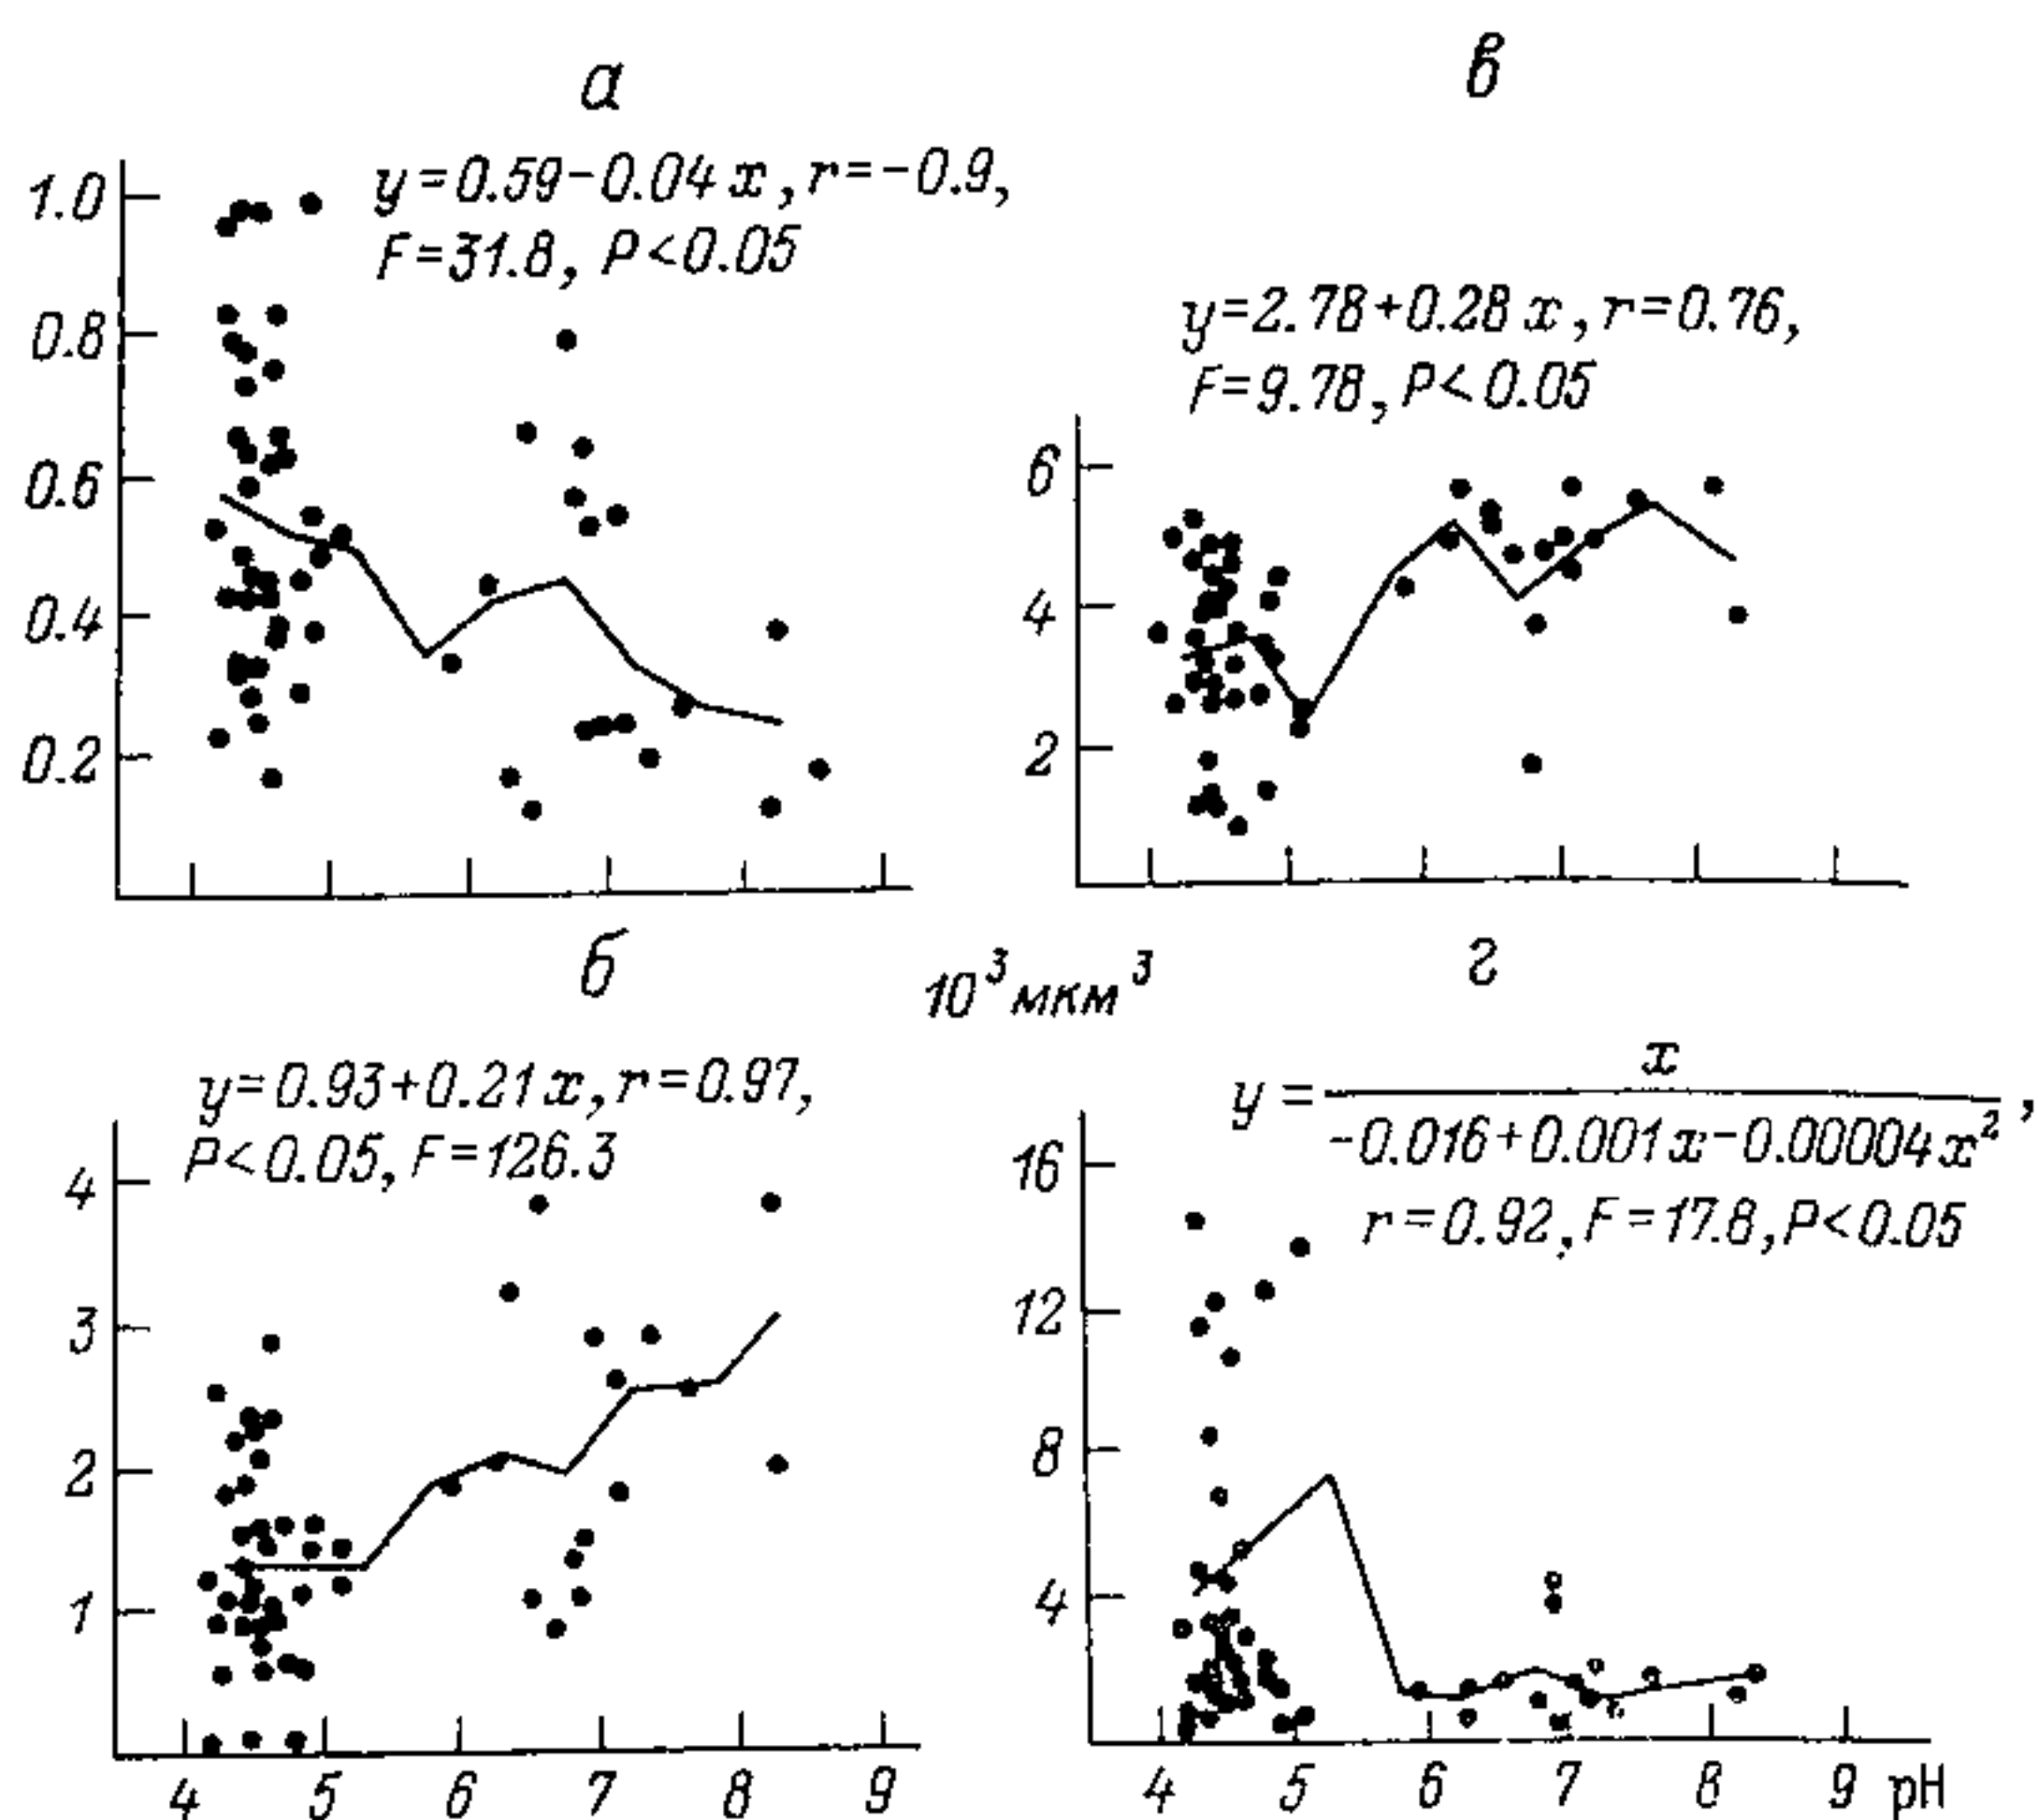 а
y=0.59-0.04x, r=-0.9,
F=31.8, P<0.05
1.0
0.8
0.6
0.4
0.2
в
y=2.78+0.28x, r=0.76,
F=9.78, P<0.05
6
4
2
10³ мкм³
б
y=0.93+0.21x, r=0.97,
P<0.05, F=126.3
4
3
2
1
4 5 6 7 8 9
г
y= x / -0.016+0.001x-0.00004x²,
r=0.92, F=17.8, P<0.05
16
12
8
4
4 5 6 7 8 9 pH